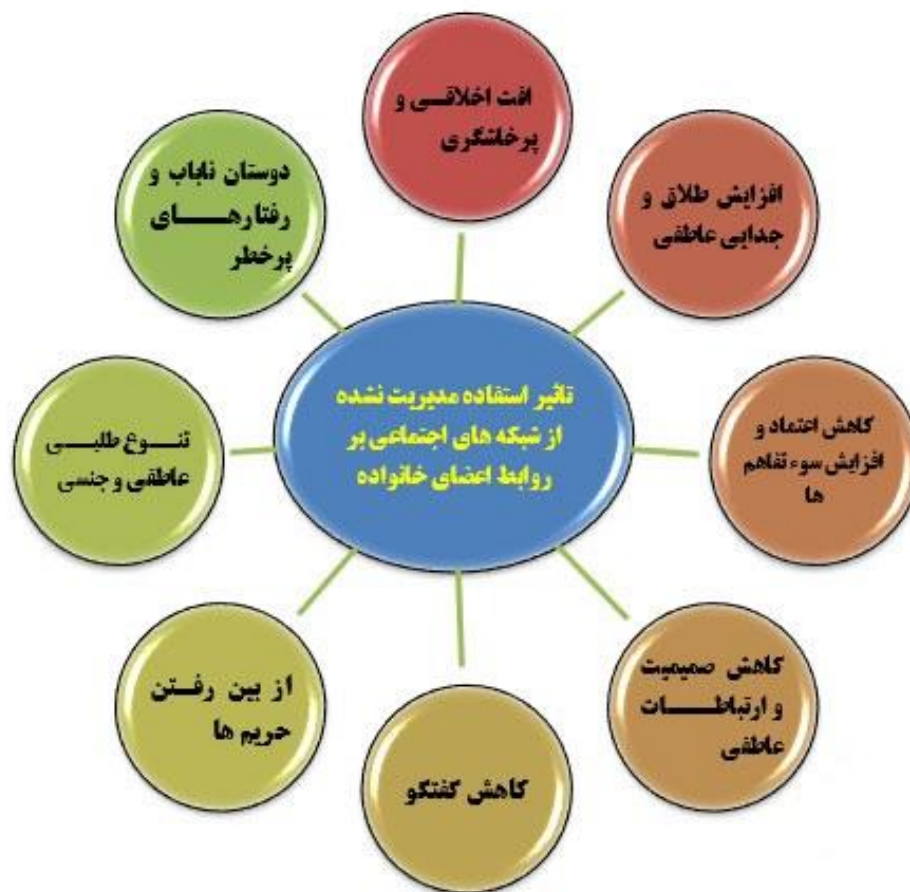 تاثیر استفاده مدیریت نشده
از شبکه های اجتماعی بر
روابط اعضای خانواده
افت اخلاقی و
پرخاشگری
افزایش طلاق و
جدایی عاطفی
کاهش اعتماد و
افزایش سوء تفاهم
ها
کاهش صمیمیت
و ارتباطات
عاطفی
کاهش گفتگو
از بین رفتن
حریم ها
تنوع طلبی
عاطفی و جنسی
دوستان ناباب و
رفتارهای
پرخطر